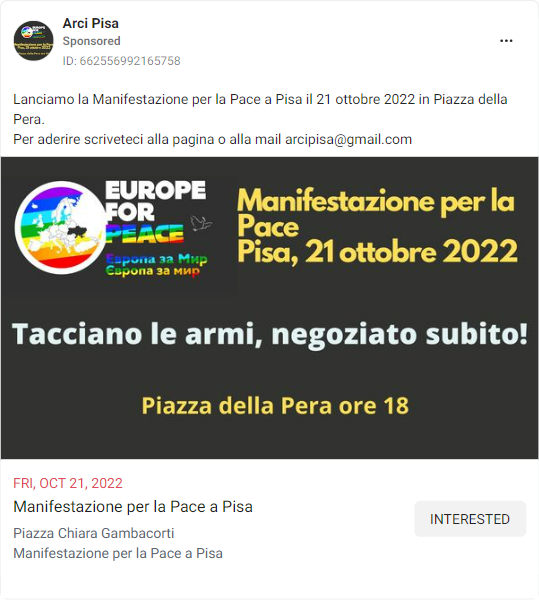 Arci Pisa
Sponsored
ID: 662556992165758
Lanciamo la Manifestazione per la Pace a Pisa il 21 ottobre 2022 in Piazza della
Pera.
Per aderire scriveteci alla pagina o alla mail arcipisa@gmail.com
EUROPE
FOR
PEACE
Европа за Мир
Європа за мир
Manifestazione per la
Pace
Pisa, 21 ottobre 2022
Tacciano le armi, negoziato subito!
Piazza della Pera ore 18
FRI, OCT 21, 2022
Manifestazione per la Pace a Pisa
Piazza Chiara Gambacorti
Manifestazione per la Pace a Pisa
INTERESTED